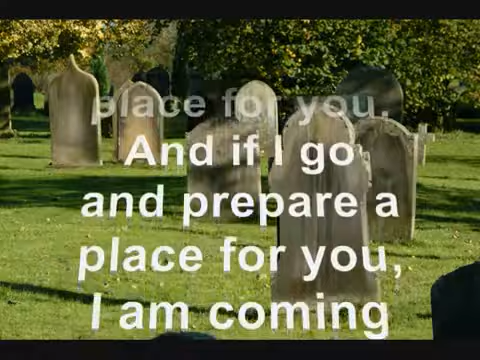 place for you.
And if I go
and prepare a
place for you,
I am coming